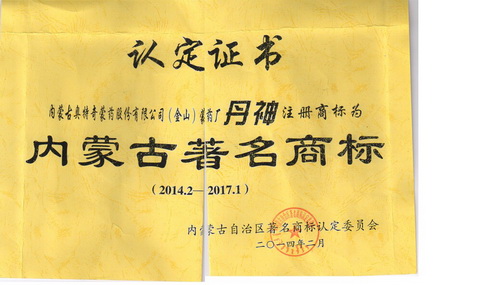 认定证书
内蒙古奥特奇蒙药股份有限公司(金山)蒙药厂丹神注册商标为
内蒙古著名商标
(2014.2—2017.1)
内蒙古自治区著名商标认定委员会
二〇一四年二月